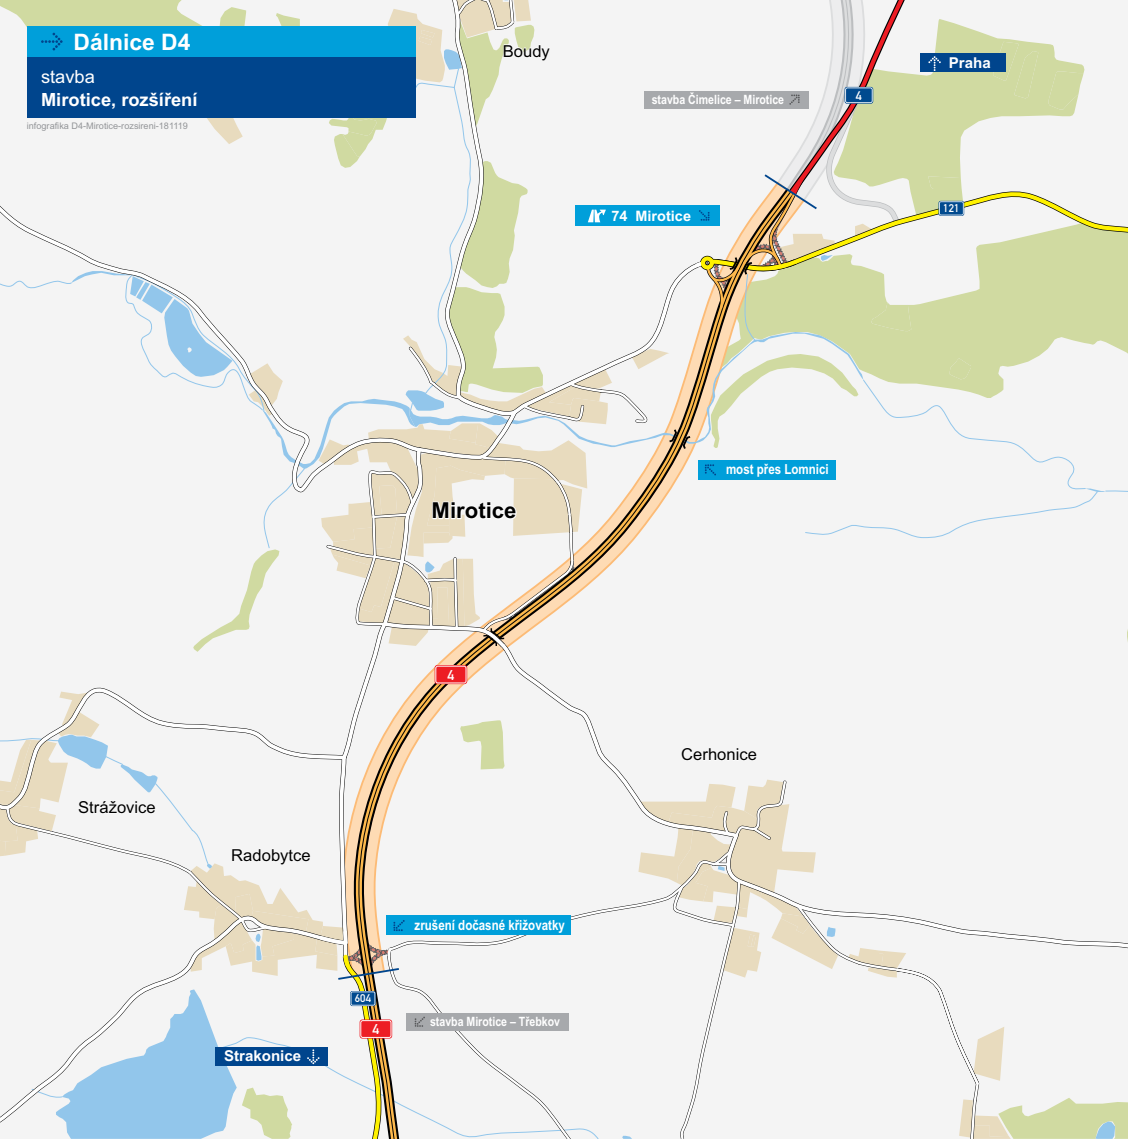 Dálnice D4
stavba
Mirotice, rozšíření
infografika D4-Mirotice-rozsireni-181119
Boudy
Praha
stavba Čimelice – Mirotice
4
121
74 Mirotice
most přes Lomnici
Mirotice
4
Cerhonice
Strážovice
Radobytce
zrušení dočasné křižovatky
604
stavba Mirotice – Třebkov
4
Strakonice